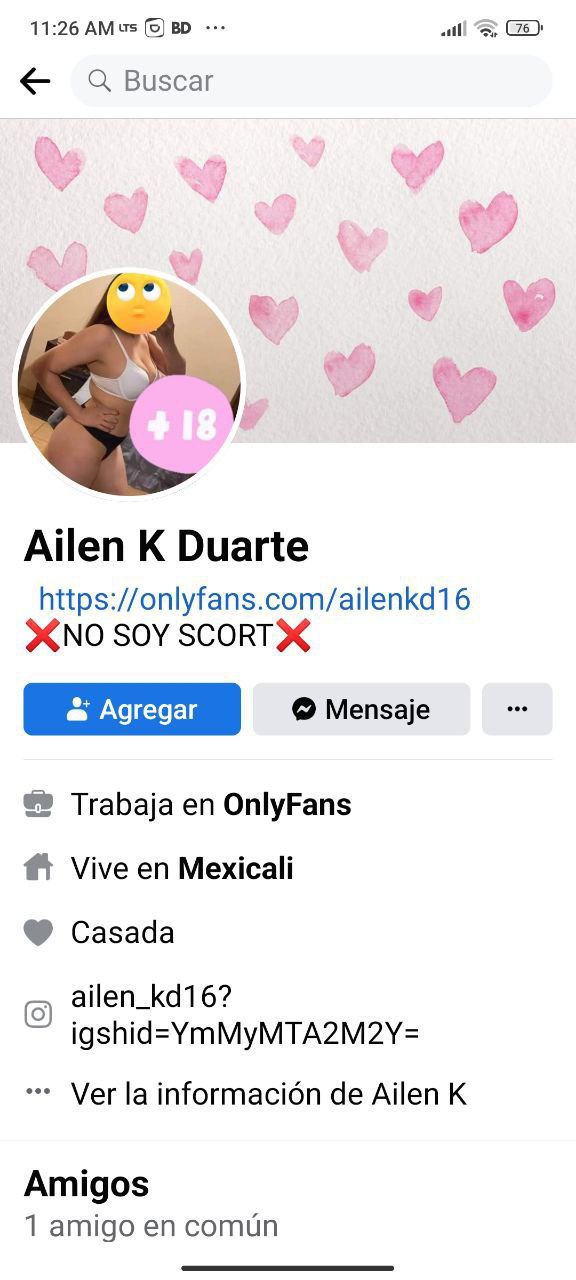 11:26 AM LTS BD ...
76
Buscar
+ 18
Ailen K Duarte
https://onlyfans.com/ailenkd16
❌NO SOY SCORT❌
Agregar
Mensaje
Trabaja en OnlyFans
Vive en Mexicali
Casada
ailen_kd16?
igshid=YmMyMTA2M2Y=
Ver la información de Ailen K
Amigos
1 amigo en común